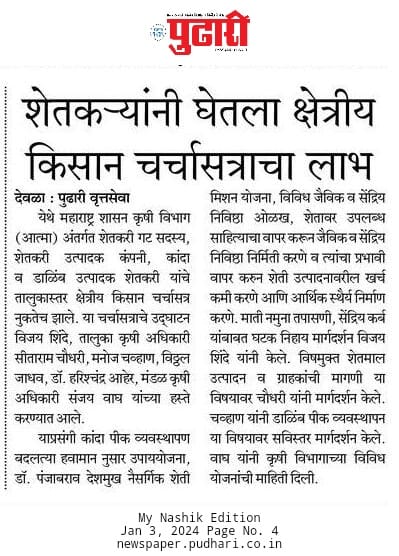 पुढारी
शेतकऱ्यांनी घेतला क्षेत्रीय
किसान चर्चासत्राचा लाभ
देवळा : पुढारी वृत्तसेवा
येथे महाराष्ट्र शासन कृषी विभाग
(आत्मा) अंतर्गत शेतकरी गट सदस्य,
शेतकरी उत्पादक कंपनी, कांदा
व डाळिंब उत्पादक शेतकरी यांचे
तालुकास्तर क्षेत्रीय किसान चर्चासत्र
नुकतेच झाले. या चर्चासत्राचे उद्घाटन
विजय शिंदे, तालुका कृषी अधिकारी
सीताराम चौधरी, मनोज चव्हाण, विठ्ठल
जाधव, डॉ. हरिश्चंद्र आहेर, मंडळ कृषी
अधिकारी संजय वाघ यांच्या हस्ते
करण्यात आले.
याप्रसंगी कांदा पीक व्यवस्थापण
बदलत्या हवामान नुसार उपाययोजना,
डॉ. पंजाबराव देशमुख नैसर्गिक शेती
मिशन योजना, विविध जैविक व सेंद्रिय
निविष्ठा ओळख, शेतावर उपलब्ध
साहित्याचा वापर करून जैविक व सेंद्रिय
निविष्ठा निर्मिती करणे व त्यांचा प्रभावी
वापर करुन शेती उत्पादनावरील खर्च
कमी करणे आणि आर्थिक स्थैर्य निर्माण
करणे. माती नमुना तपासणी, सेंद्रिय कर्ब
यांबाबत घटक निहाय मार्गदर्शन विजय
शिंदे यांनी केले. विषमुक्त शेतमाल
उत्पादन व ग्राहकांची मागणी या
विषयावर चौधरी यांनी मार्गदर्शन केले.
चव्हाण यांनी डाळिंब पीक व्यवस्थापन
या विषयावर सविस्तर मार्गदर्शन केले.
वाघ यांनी कृषी विभागाच्या विविध
योजनांची माहिती दिली.
My Nashik Edition
Jan 3, 2024 Page No. 4
newspaper.pudhari.co.in